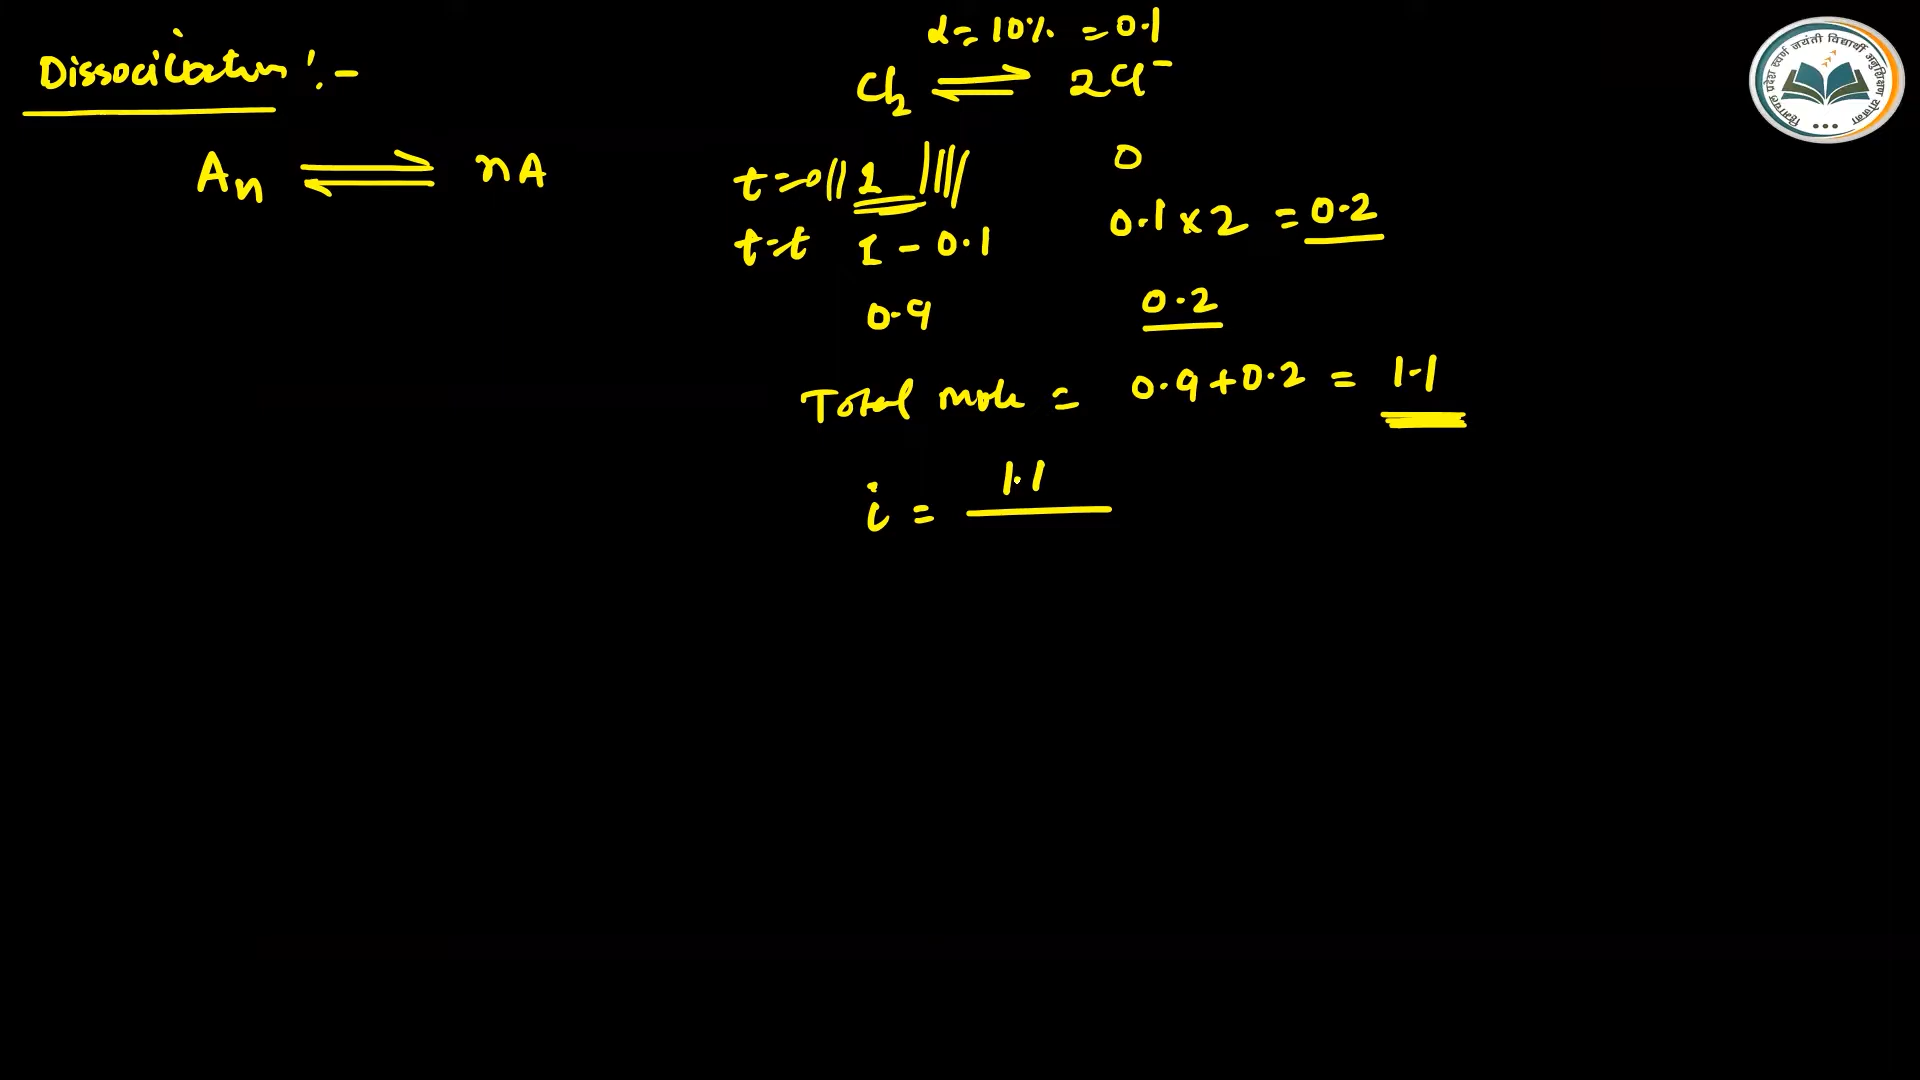 Dissociation :-
An ⇌ nA
α = 10% = 0.1
Cl₂ ⇌ 2Cl⁻
t=0 1 0
t=t 1 - 0.1 0.1 x 2 = 0.2
0.9 0.2
Total mole = 0.9+0.2 = 1.1
i = 1.1